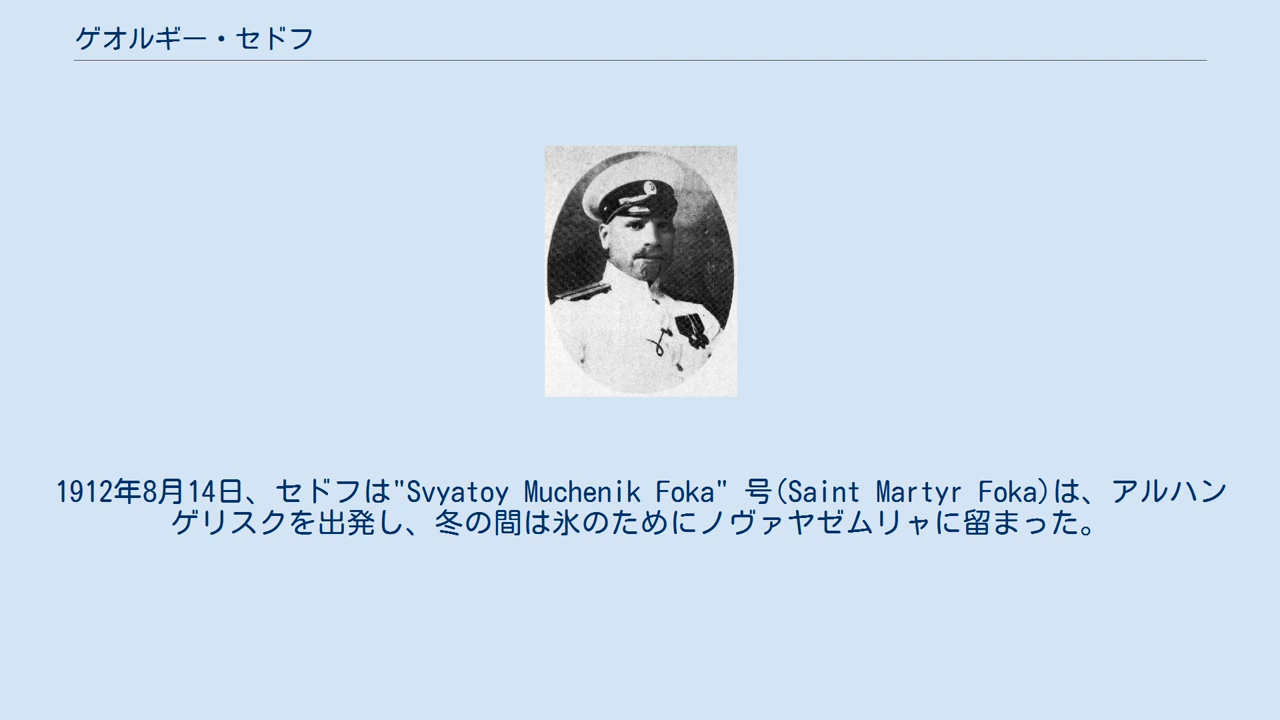 ゲオルギー・セドフ
1912年8月14日、セドフは"Svyatoy Muchenik Foka" 号(Saint Martyr Foka)は、アルハン
ゲリスクを出発し、冬の間は氷のためにノヴァヤゼムリャに留まった。